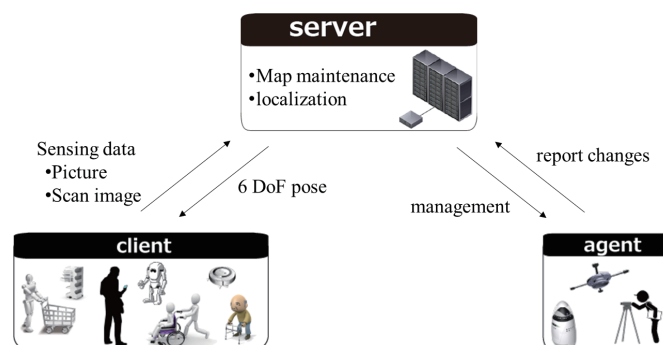 server
•Map maintenance
•localization
Sensing data
•Picture
•Scan image
6 DoF pose
report changes
management
client
agent